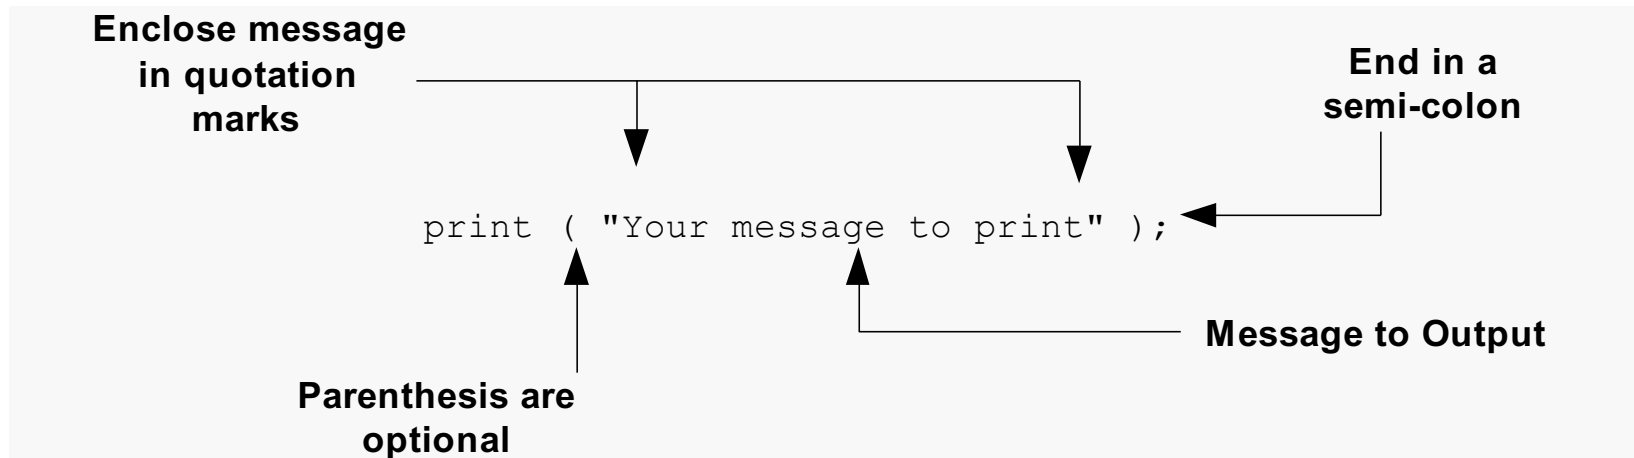 Enclose message
in quotation
marks
End in a
semi-colon
print ( "Your message to print" );
Message to Output
Parenthesis are
optional